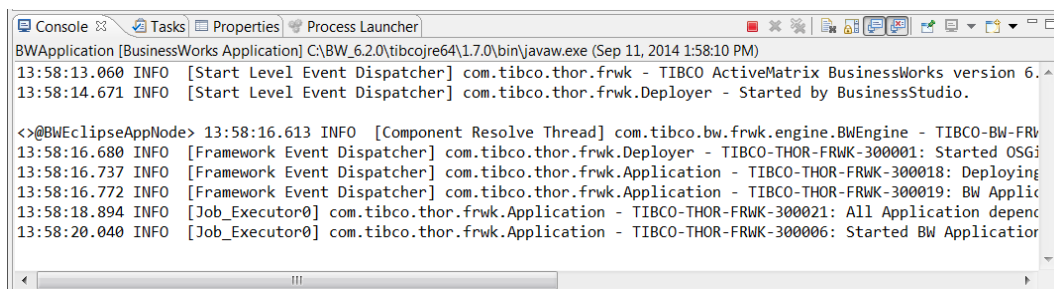 Console Tasks Properties Process Launcher
BWApplication [BusinessWorks Application] C:\BW_6.2.0\tibcojre64\1.7.0\bin\javaw.exe (Sep 11, 2014 1:58:10 PM)
13:58:13.060 INFO [Start Level Event Dispatcher] com.tibco.thor.frwk - TIBCO ActiveMatrix BusinessWorks version 6.
13:58:14.671 INFO [Start Level Event Dispatcher] com.tibco.thor.frwk.Deployer - Started by BusinessStudio.
<>@BWEclipseAppNode> 13:58:16.613 INFO [Component Resolve Thread] com.tibco.bw.frwk.engine.BWEngine - TIBCO-BW-FRW
13:58:16.680 INFO [Framework Event Dispatcher] com.tibco.thor.frwk.Deployer - TIBCO-THOR-FRWK-300001: Started OSGi
13:58:16.737 INFO [Framework Event Dispatcher] com.tibco.thor.frwk.Application - TIBCO-THOR-FRWK-300018: Deploying
13:58:16.772 INFO [Framework Event Dispatcher] com.tibco.thor.frwk.Application - TIBCO-THOR-FRWK-300019: BW Applic
13:58:18.894 INFO [Job_Executor0] com.tibco.thor.frwk.Application - TIBCO-THOR-FRWK-300021: All Application depend
13:58:20.040 INFO [Job_Executor0] com.tibco.thor.frwk.Application - TIBCO-THOR-FRWK-300006: Started BW Application